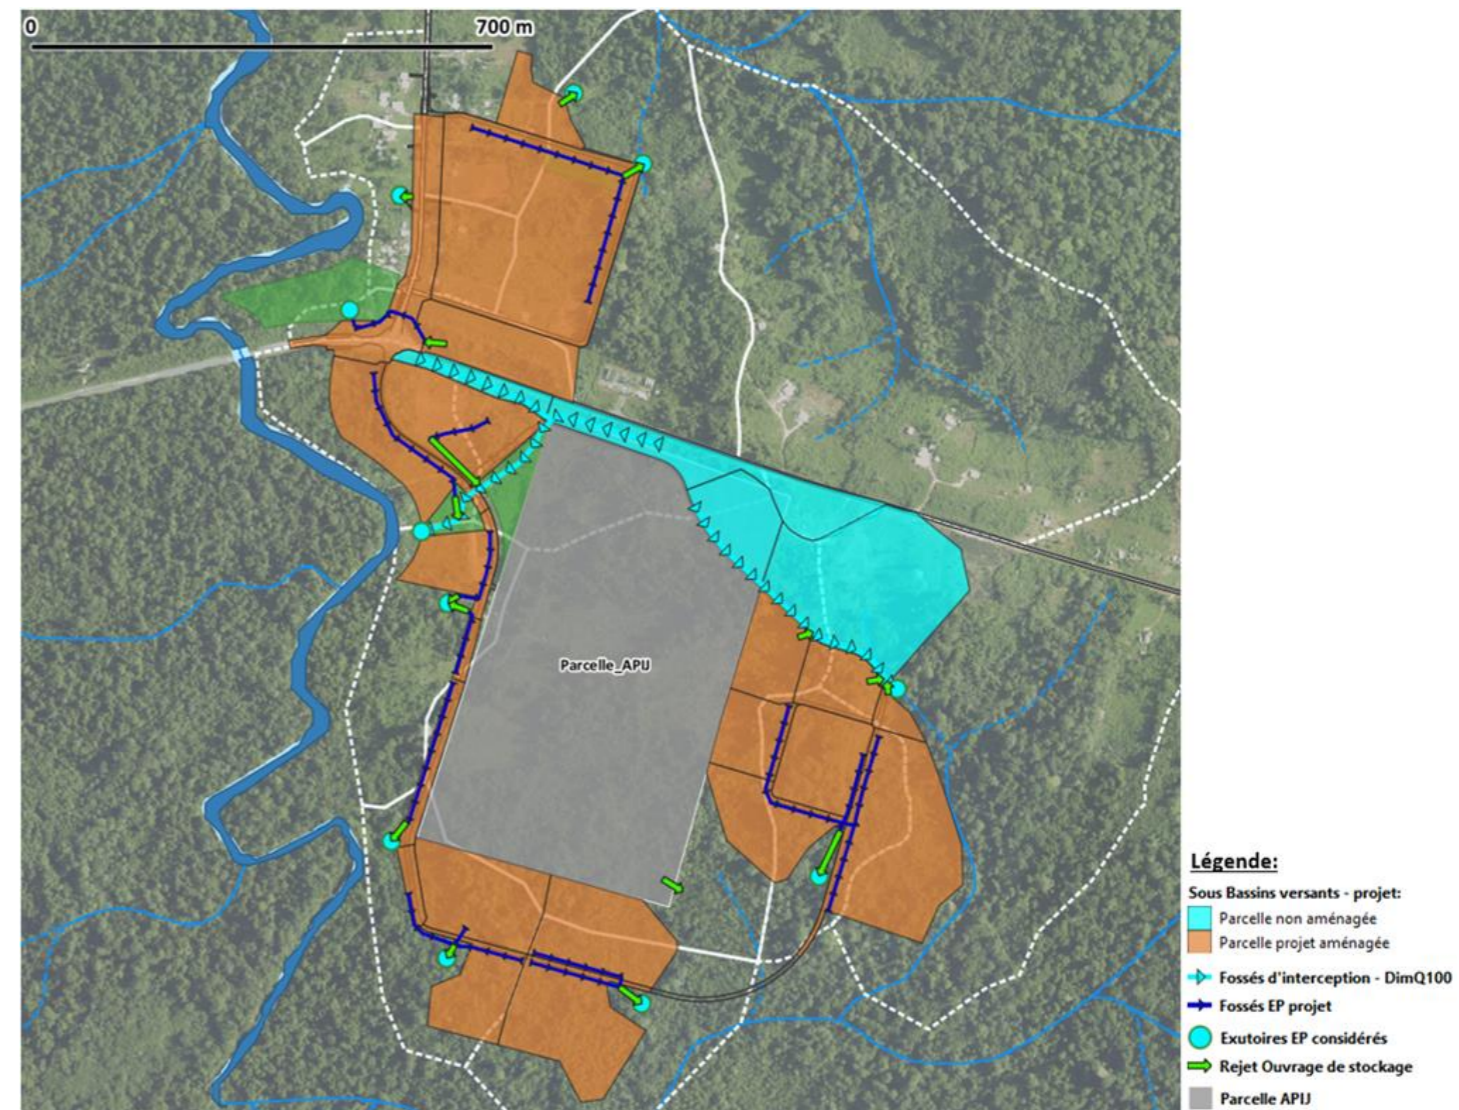 0 700 m
Parcelle_APIJ
Légende:
Sous Bassins versants - projet:
Parcelle non aménagée
Parcelle projet aménagée
Fossés d'interception - DimQ100
Fossés EP projet
Exutoires EP considérés
Rejet Ouvrage de stockage
Parcelle APIJ